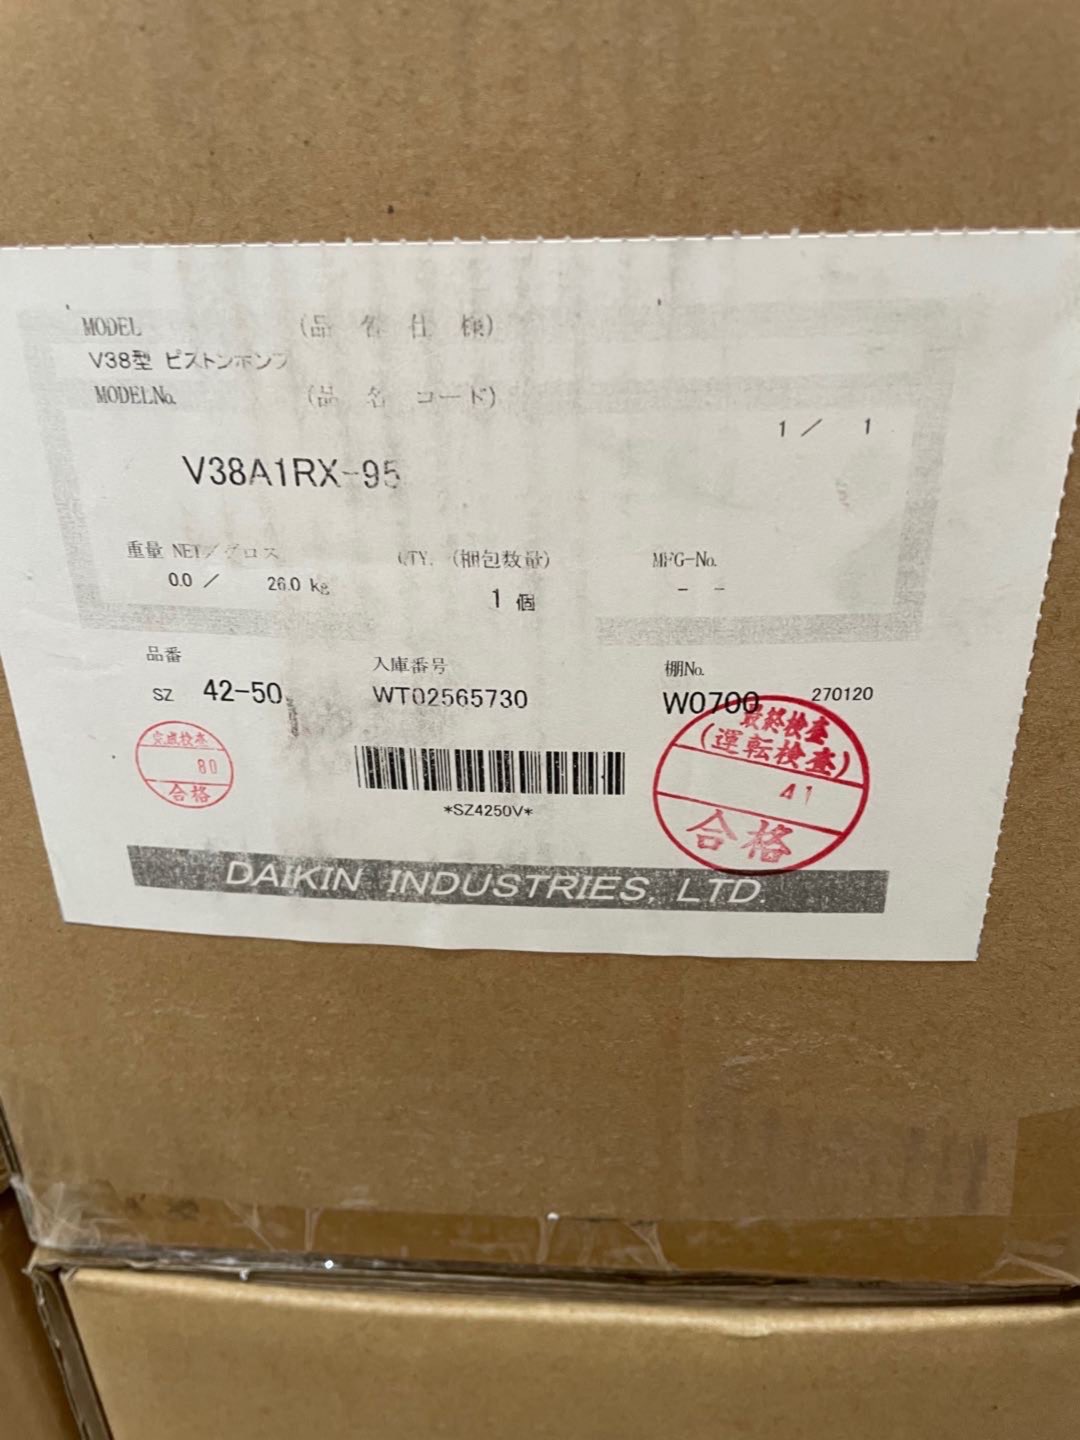 MODEL (品名仕様)
V38型 ピストンポンプ
MODELNo. (品名コード)
1 / 1
V38A1RX-95
重量 NET/グロス QTY. (梱包数量) MFG-No.
0.0 / 26.0 kg 1 個 - -
品番 入庫番号 棚No.
SZ 42-50 WT02565730 W0700 270120
完成検査
80
合格
最終検査
(運転検査)
41
合格
*SZ4250V*
DAIKIN INDUSTRIES, LTD.